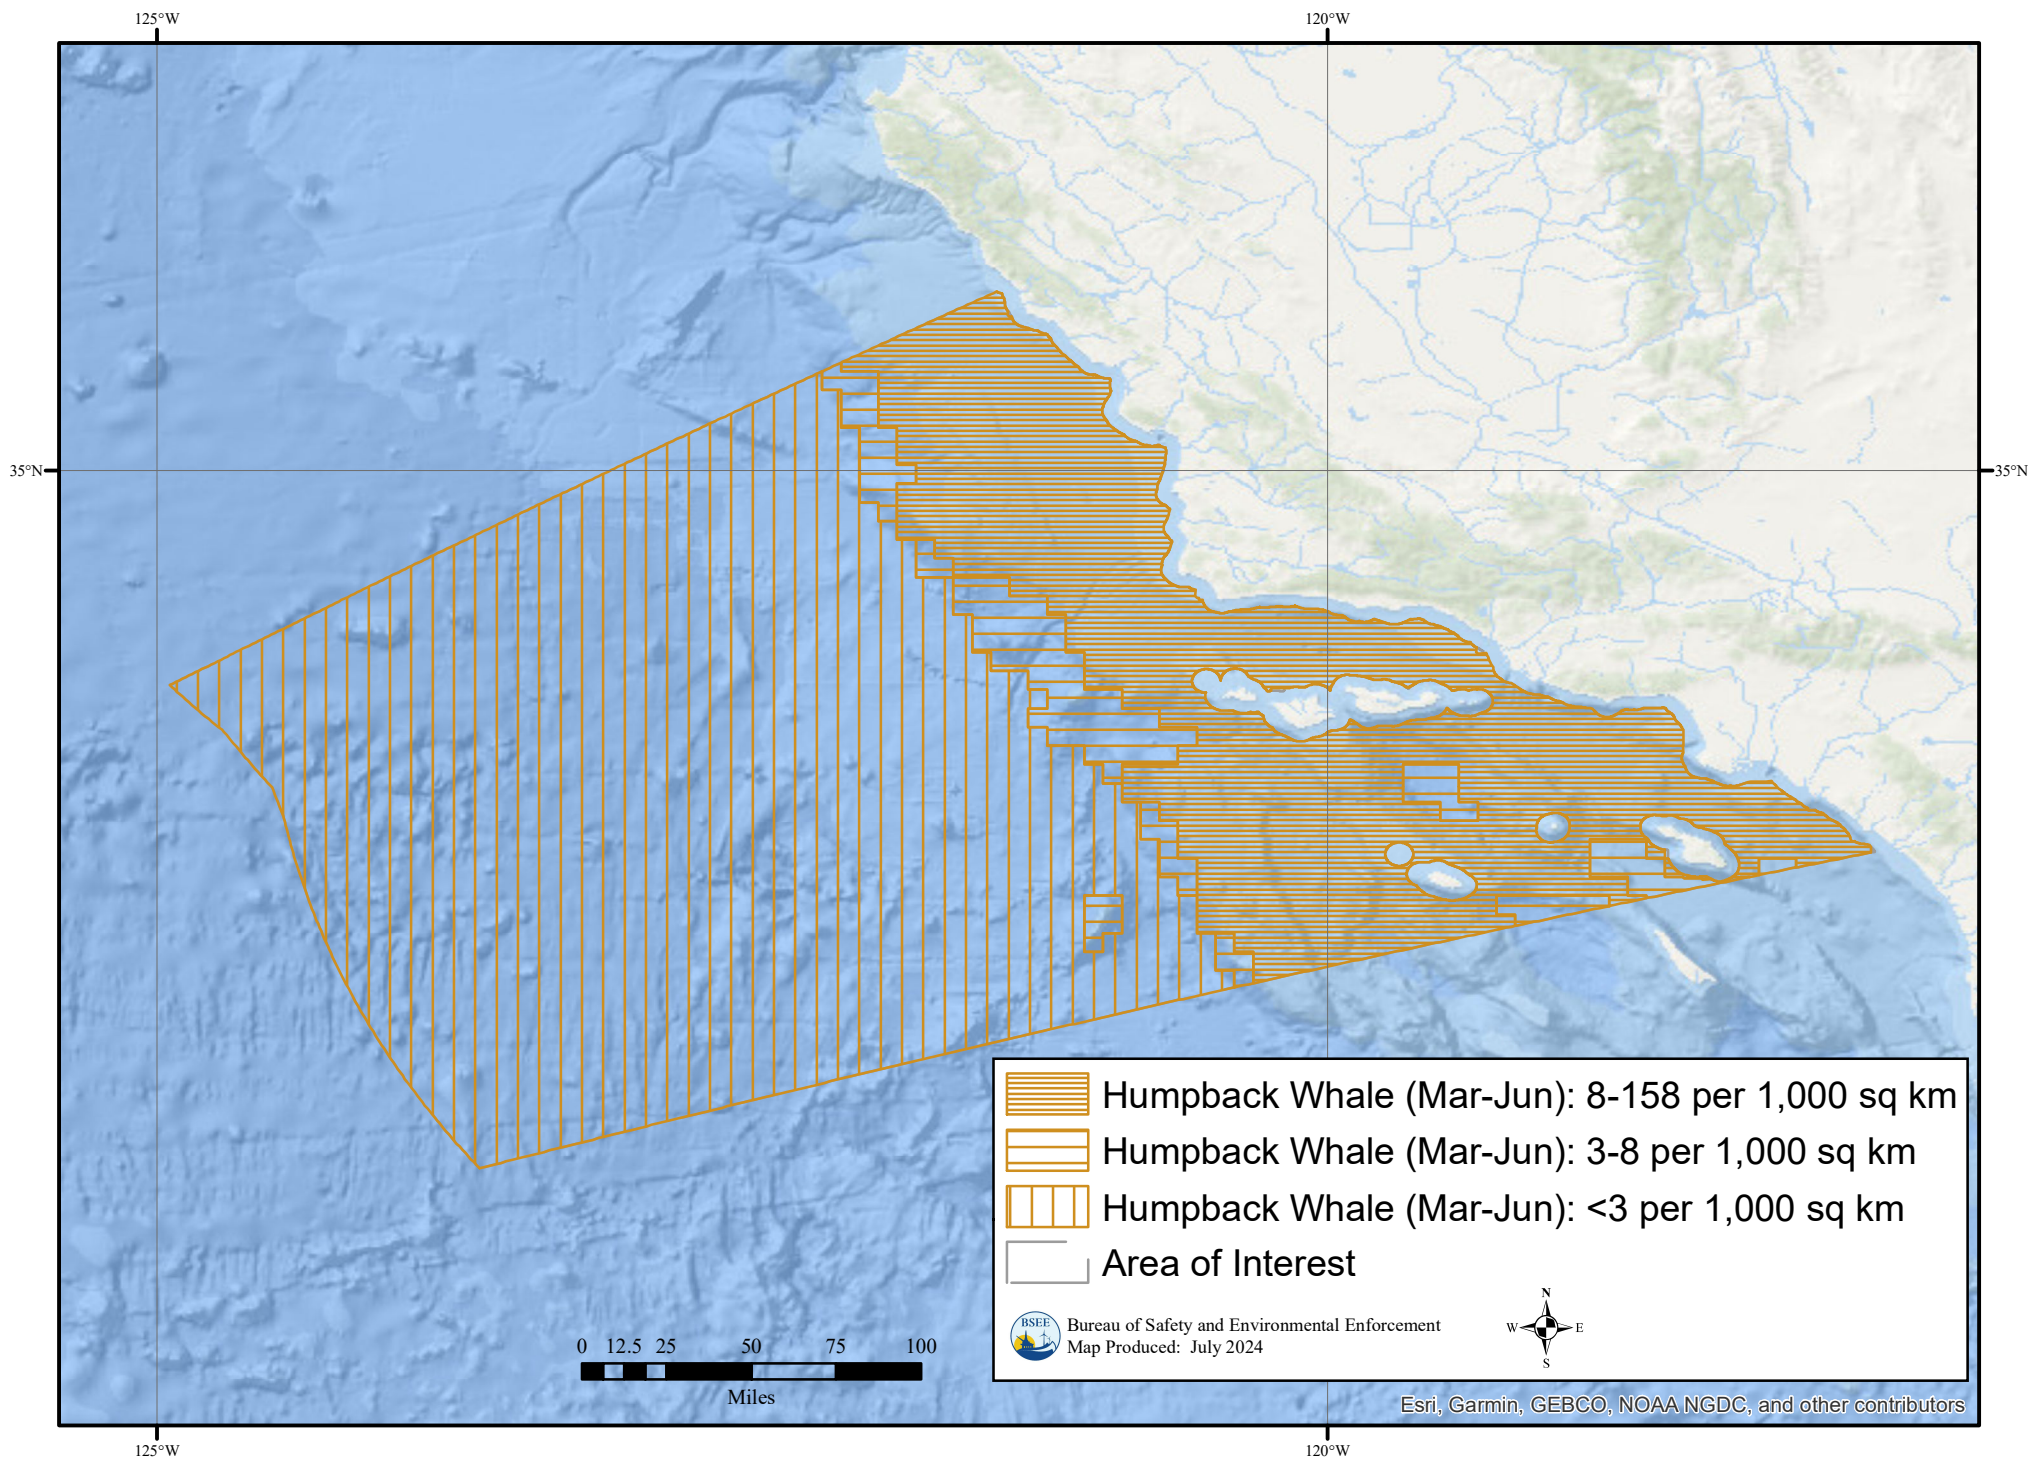 125°W 120°W
35°N 35°N
Humpback Whale (Mar-Jun): 8-158 per 1,000 sq km
Humpback Whale (Mar-Jun): 3-8 per 1,000 sq km
Humpback Whale (Mar-Jun): <3 per 1,000 sq km
Area of Interest
BSEE
Bureau of Safety and Environmental Enforcement
Map Produced: July 2024
N
W E
S
0 12.5 25 50 75 100
Miles
Esri, Garmin, GEBCO, NOAA NGDC, and other contributors
125°W 120°W